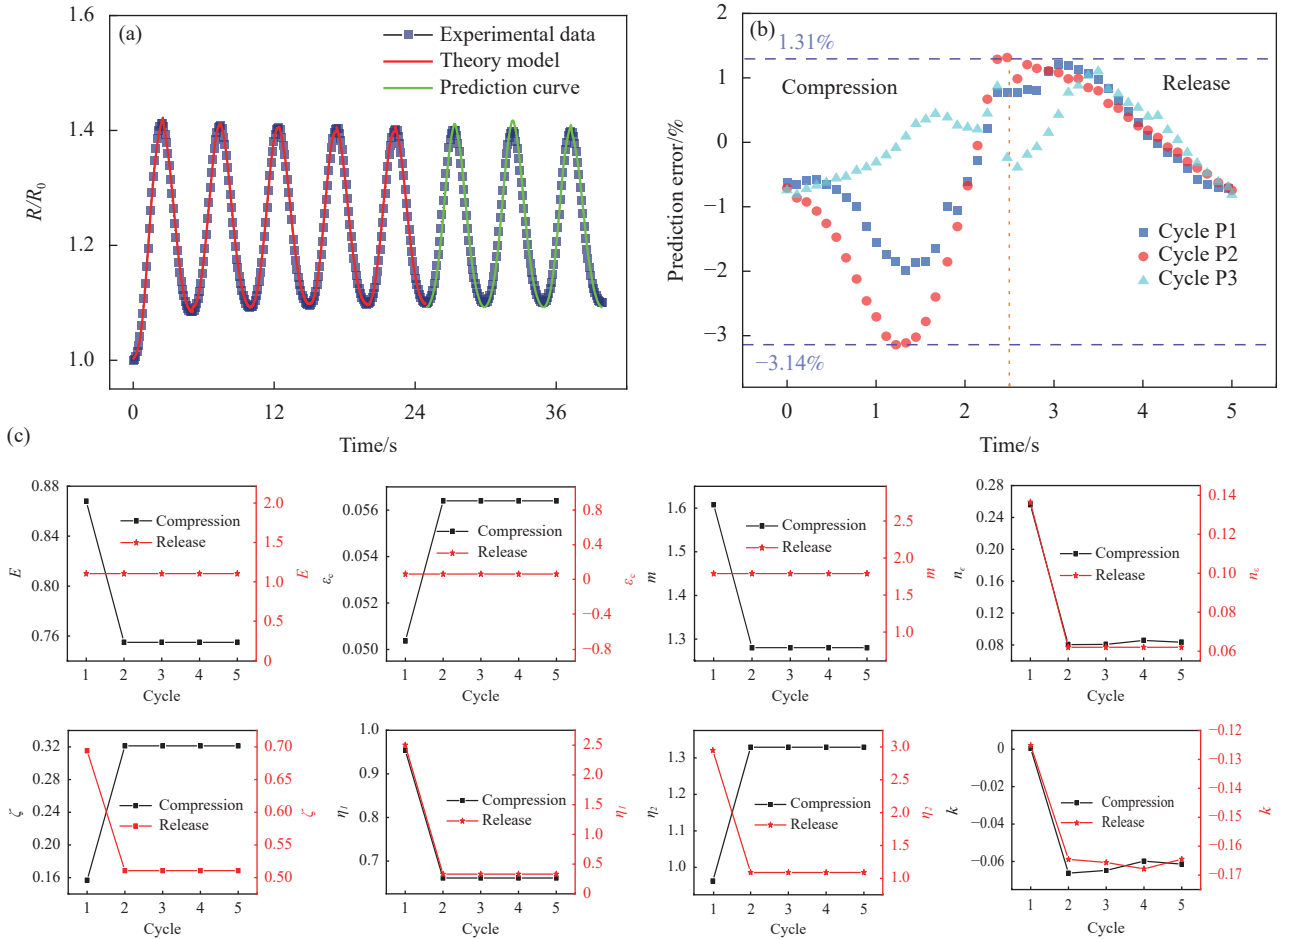 (a)
Experimental data
Theory model
Prediction curve
R/R0
1.6
1.4
1.2
1.0
0
12
24
36
Time/s
(b)
1.31%
Compression
Release
Prediction error/%
2
1
0
−1
−2
−3
Cycle P1
Cycle P2
Cycle P3
−3.14%
0
1
2
3
4
5
Time/s
(c)
E
0.88
0.84
0.80
0.76
Compression
Release
2.0
1.5
1.0
0.5
0
E
1 2 3 4 5
Cycle
εc
0.056
0.054
0.052
0.050
Compression
Release
0.8
0.4
0
−0.4
−0.8
εc
1 2 3 4 5
Cycle
m
1.6
1.5
1.4
1.3
Compression
Release
2.5
2.0
1.5
1.0
m
1 2 3 4 5
Cycle
nε
0.28
0.24
0.20
0.16
0.12
0.08
Compression
Release
0.14
0.12
0.10
0.08
0.06
nε
1 2 3 4 5
Cycle
ζ
0.32
0.28
0.24
0.20
0.16
Compression
Release
0.70
0.65
0.60
0.55
0.50
ζ
1 2 3 4 5
Cycle
η1
1.0
0.9
0.8
0.7
Compression
Release
2.5
2.0
1.5
1.0
0.5
0
η1
1 2 3 4 5
Cycle
η2
1.3
1.2
1.1
1.0
Compression
Release
3.0
2.5
2.0
1.5
1.0
η2
1 2 3 4 5
Cycle
k
0
−0.02
−0.04
−0.06
Compression
Release
−0.12
−0.13
−0.14
−0.15
−0.16
−0.17
k
1 2 3 4 5
Cycle